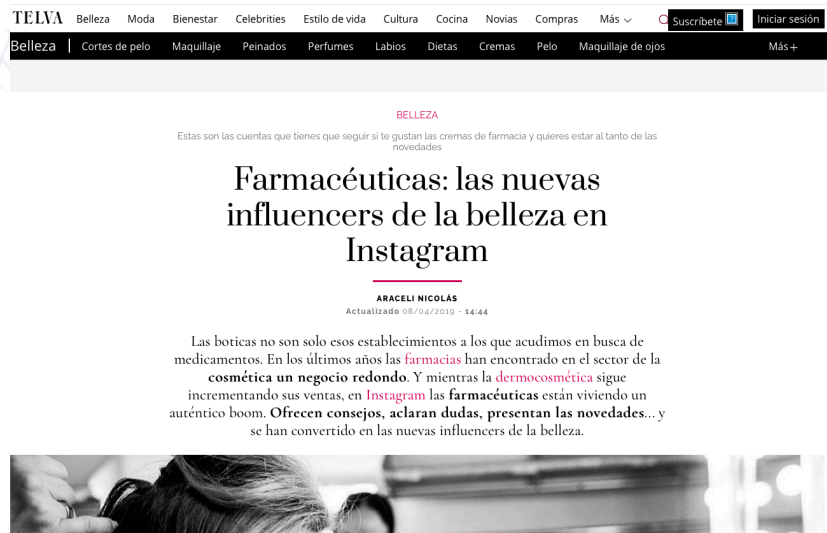 TELVA Belleza Moda Bienestar Celebrities Estilo de vida Cultura Cocina Novias Compras Más Suscríbete Iniciar sesión
Belleza Cortes de pelo Maquillaje Peinados Perfumes Labios Dietas Cremas Pelo Maquillaje de ojos Más+
BELLEZA
Estas son las cuentas que tienes que seguir si te gustan las cremas de farmacia y quieres estar al tanto de las
novedades
Farmacéuticas: las nuevas
influencers de la belleza en
Instagram
ARACELI NICOLÁS
Actualizado 08/04/2019 - 14:44
Las boticas no son solo esos establecimientos a los que acudimos en busca de
medicamentos. En los últimos años las farmacias han encontrado en el sector de la
cosmética un negocio redondo. Y mientras la dermocosmética sigue
incrementando sus ventas, en Instagram las farmacéuticas están viviendo un
auténtico boom. Ofrecen consejos, aclaran dudas, presentan las novedades... y
se han convertido en las nuevas influencers de la belleza.